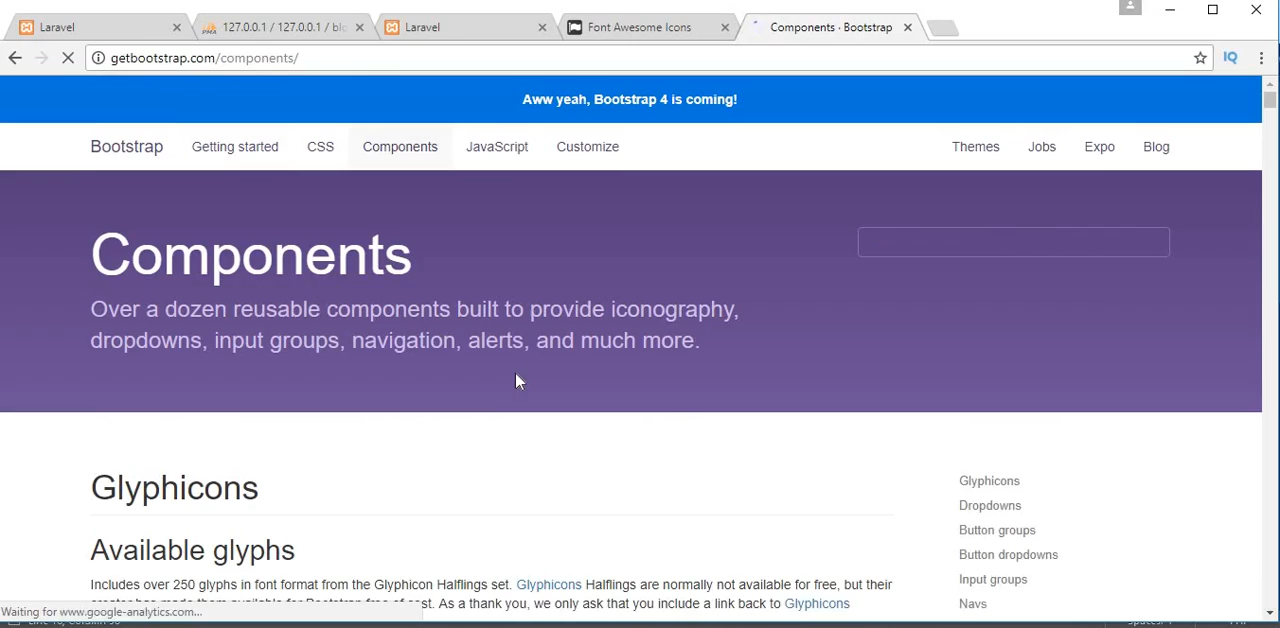 Laravel
127.0.0.1 / 127.0.0.1 / blo
Laravel
Font Awesome Icons
Components · Bootstrap
getbootstrap.com/components/
IQ
Aww yeah, Bootstrap 4 is coming!
Bootstrap Getting started CSS Components JavaScript Customize Themes Jobs Expo Blog
Components
Over a dozen reusable components built to provide iconography,
dropdowns, input groups, navigation, alerts, and much more.
Glyphicons
Available glyphs
Includes over 250 glyphs in font format from the Glyphicon Halflings set. Glyphicons Halflings are normally not available for free, but their
cost. As a thank you, we only ask that you include a link back to Glyphicons
Glyphicons
Dropdowns
Button groups
Button dropdowns
Input groups
Navs
Waiting for www.google-analytics.com...